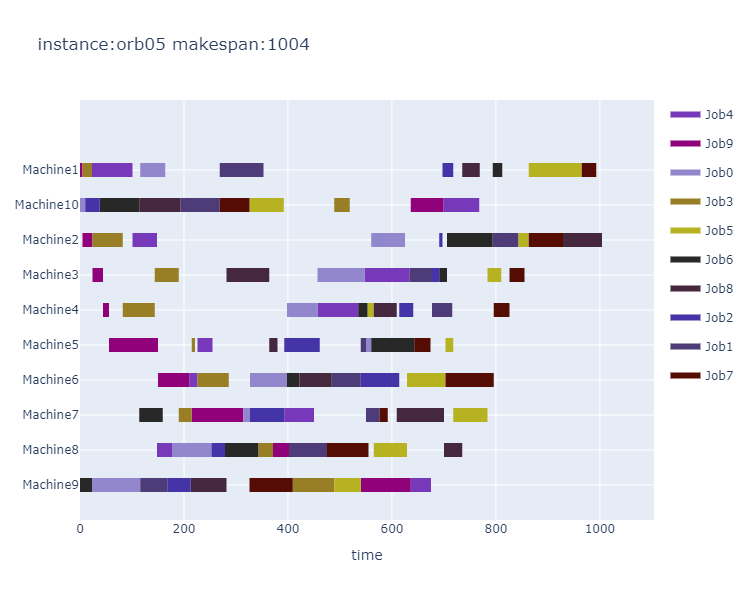 instance:orb05 makespan:1004
Machine1
Machine10
Machine2
Machine3
Machine4
Machine5
Machine6
Machine7
Machine8
Machine9
0
200
400
600
800
1000
time
Job4
Job9
Job0
Job3
Job5
Job6
Job8
Job2
Job1
Job7